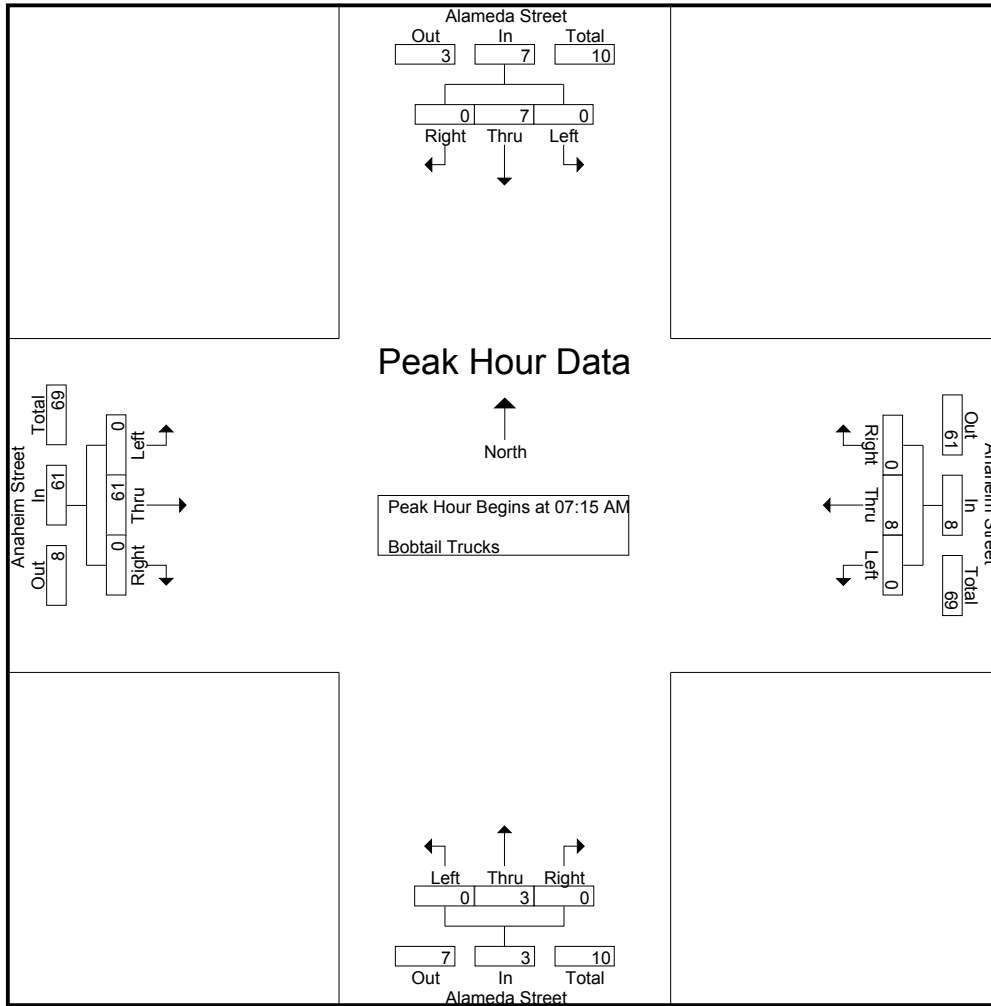 Alameda Street
Out In Total
3 7 10
0 7 0
Right Thru Left
Peak Hour Data
North
Peak Hour Begins at 07:15 AM
Bobtail Trucks
Anaheim Street
Out In Total
8 61 69
Right Thru Left
0 61 0
Anaheim Street
Out In Total
61 8 69
0 8 0
Right Thru Left
Left Thru Right
0 3 0
7 3 10
Out In Total
Alameda Street